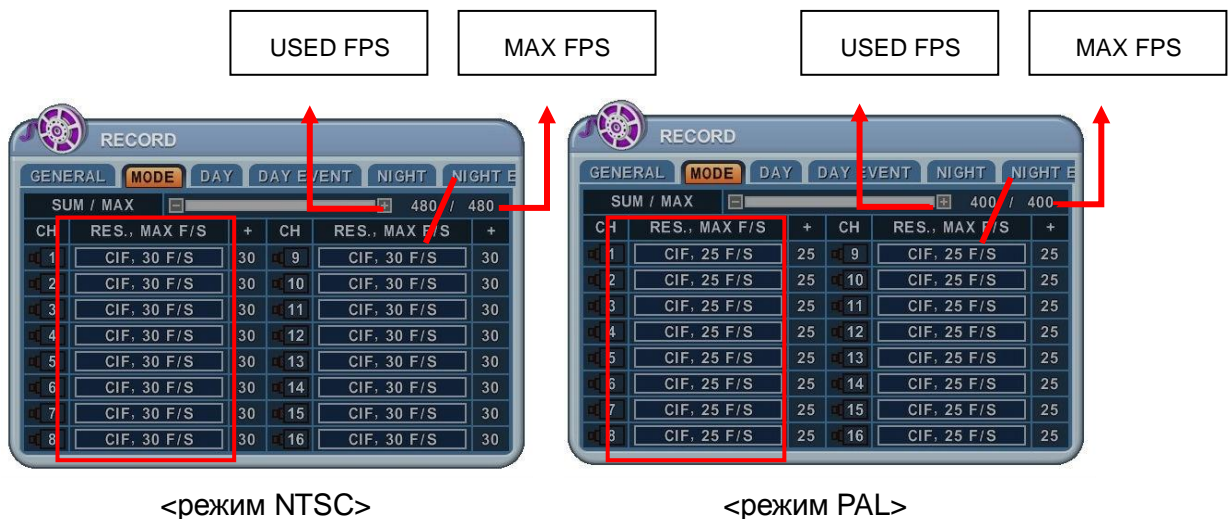 USED FPS
MAX FPS
USED FPS
MAX FPS
RECORD
GENERAL MODE DAY DAY EVENT NIGHT NIGHT E
SUM / MAX 480 / 480
CH RES., MAX F/S + CH RES., MAX F/S +
1 CIF, 30 F/S 30 9 CIF, 30 F/S 30
2 CIF, 30 F/S 30 10 CIF, 30 F/S 30
3 CIF, 30 F/S 30 11 CIF, 30 F/S 30
4 CIF, 30 F/S 30 12 CIF, 30 F/S 30
5 CIF, 30 F/S 30 13 CIF, 30 F/S 30
6 CIF, 30 F/S 30 14 CIF, 30 F/S 30
7 CIF, 30 F/S 30 15 CIF, 30 F/S 30
8 CIF, 30 F/S 30 16 CIF, 30 F/S 30
<режим NTSC>
RECORD
GENERAL MODE DAY DAY EVENT NIGHT NIGHT E
SUM / MAX 400 / 400
CH RES., MAX F/S + CH RES., MAX F/S +
1 CIF, 25 F/S 25 9 CIF, 25 F/S 25
2 CIF, 25 F/S 25 10 CIF, 25 F/S 25
3 CIF, 25 F/S 25 11 CIF, 25 F/S 25
4 CIF, 25 F/S 25 12 CIF, 25 F/S 25
5 CIF, 25 F/S 25 13 CIF, 25 F/S 25
6 CIF, 25 F/S 25 14 CIF, 25 F/S 25
7 CIF, 25 F/S 25 15 CIF, 25 F/S 25
8 CIF, 25 F/S 25 16 CIF, 25 F/S 25
<режим PAL>